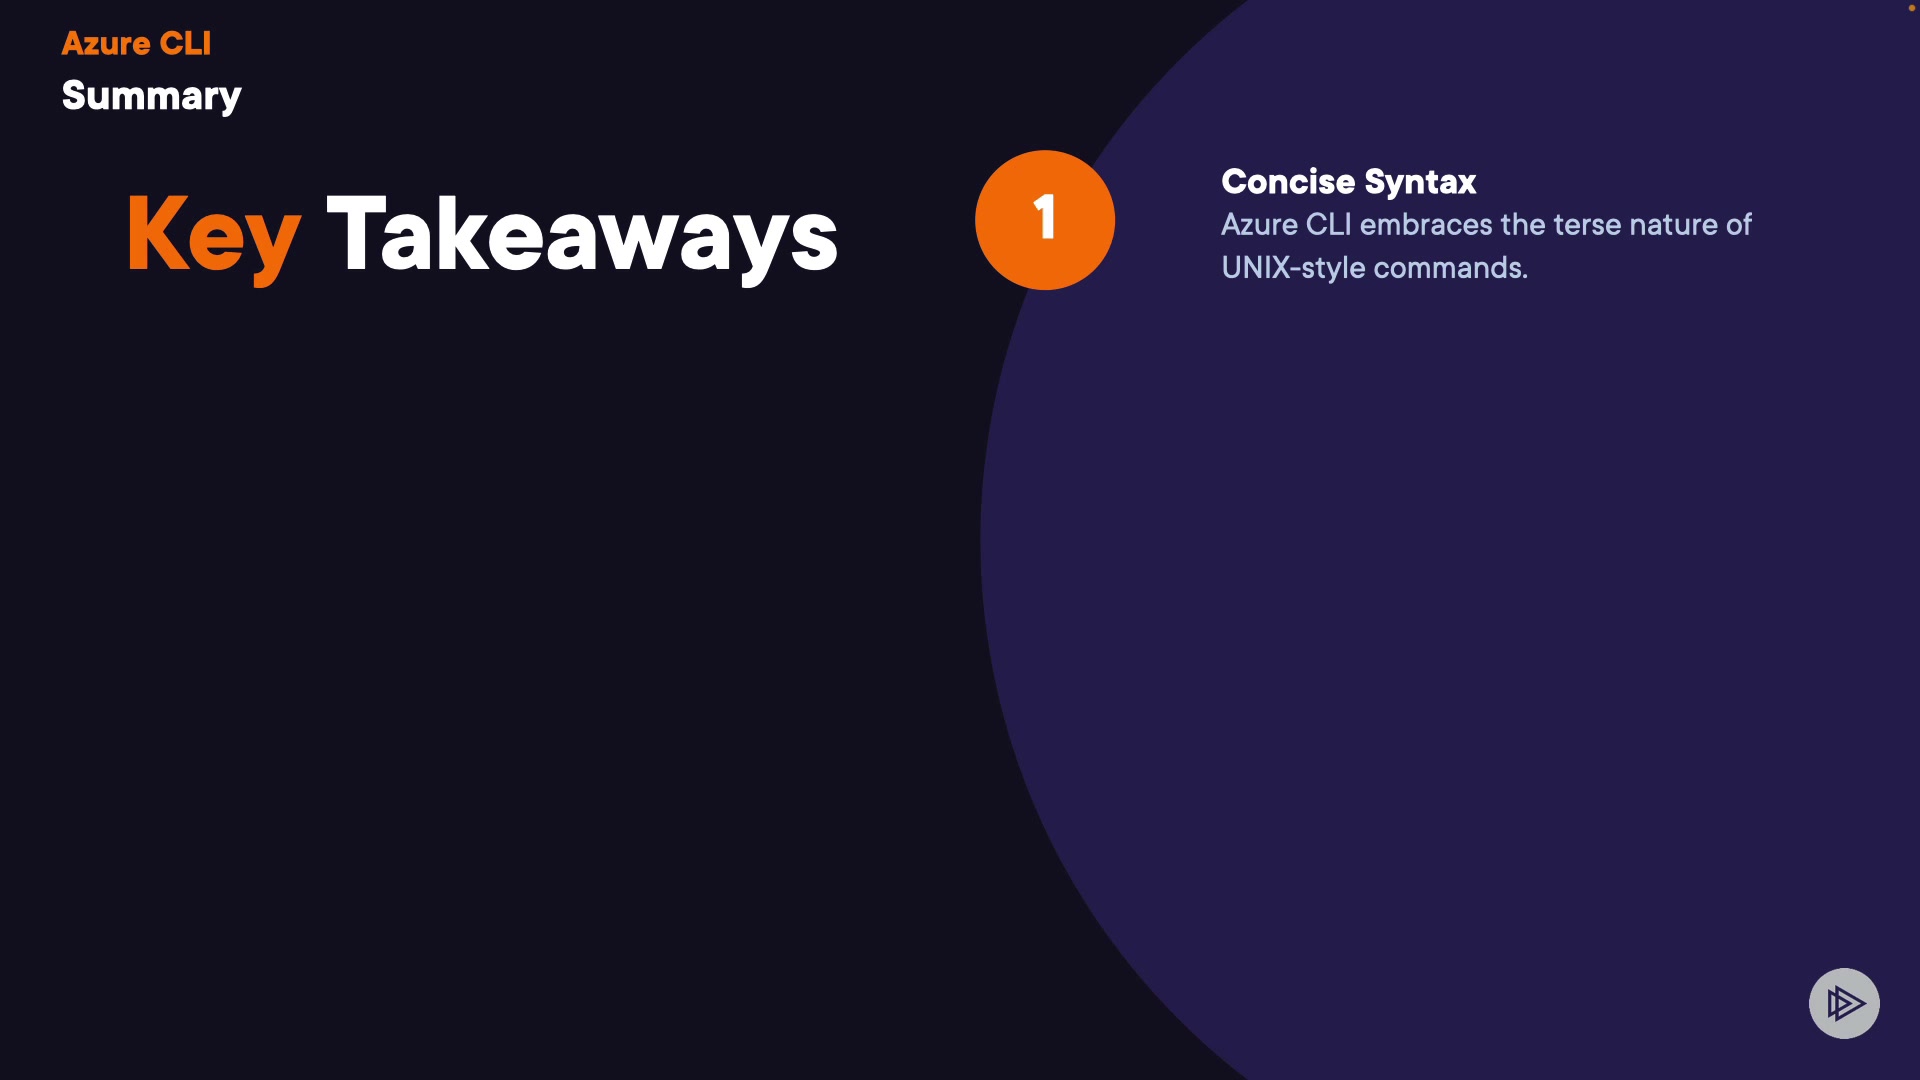 Azure CLI
Summary
Key Takeaways
1
Concise Syntax
Azure CLI embraces the terse nature of
UNIX-style commands.